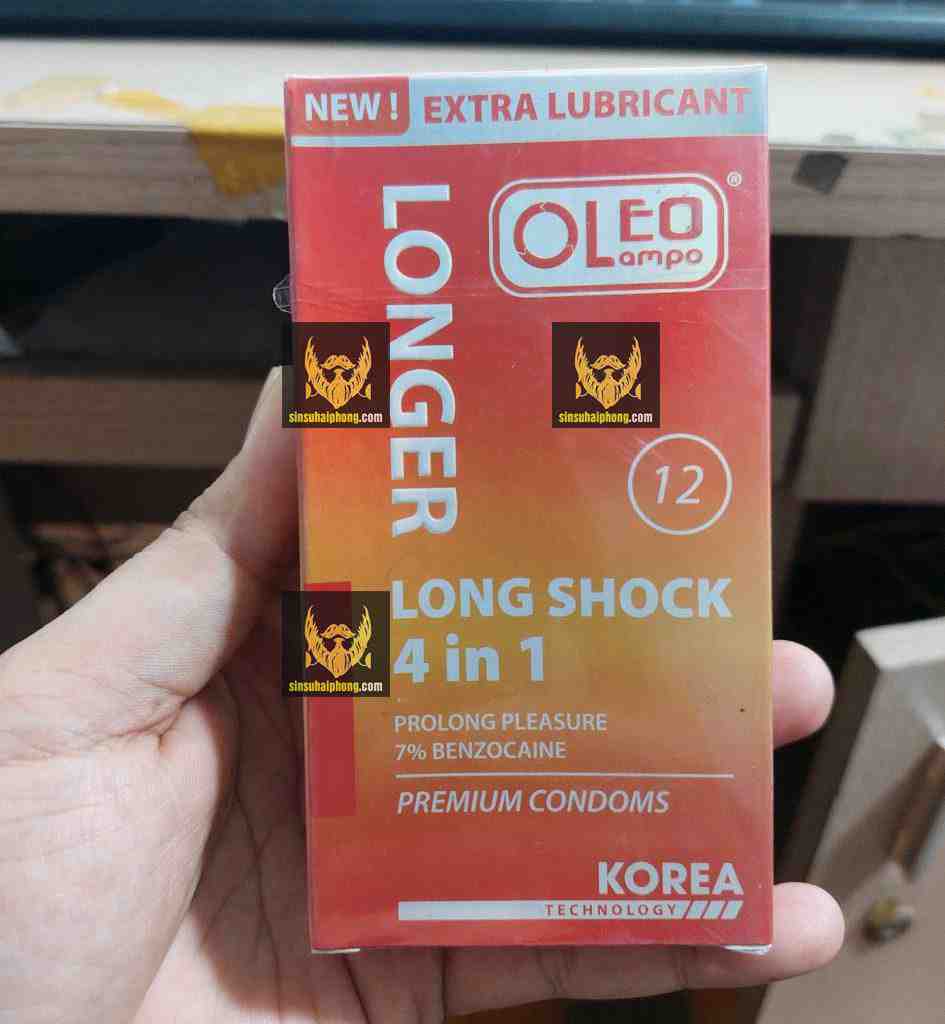 NEW! EXTRA LUBRICANT
OLEO
Lampo
®
LONGER
sinsuhaiphong.com
sinsuhaiphong.com
12
LONG SHOCK
4 in 1
sinsuhaiphong.com
PROLONG PLEASURE
7% BENZOCAINE
PREMIUM CONDOMS
KOREA
TECHNOLOGY